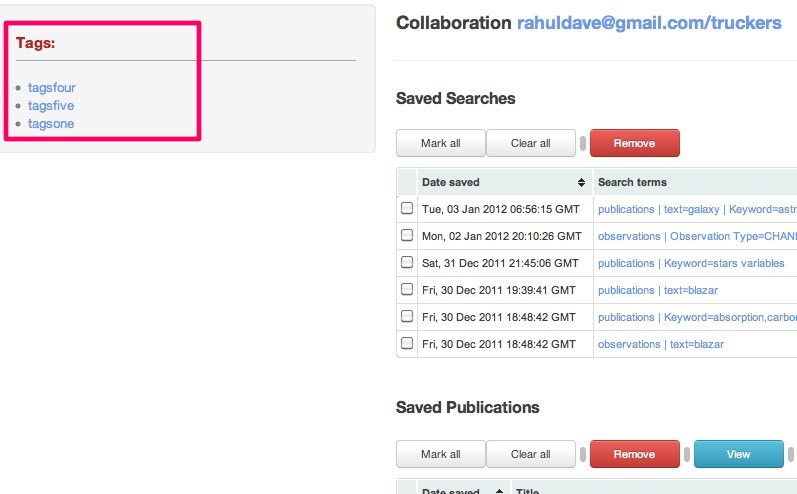 Tags:
tagsfour
tagsfive
tagsone
Collaboration rahuldave@gmail.com/truckers
Saved Searches
Mark all Clear all Remove
Date saved Search terms
Tue, 03 Jan 2012 06:56:15 GMT publications | text=galaxy | Keyword=astr
Mon, 02 Jan 2012 20:10:26 GMT observations | Observation Type=CHAN
Sat, 31 Dec 2011 21:45:06 GMT publications | Keyword=stars variables
Fri, 30 Dec 2011 19:39:41 GMT publications | text=blazar
Fri, 30 Dec 2011 18:48:42 GMT publications | Keyword=absorption,carbo
Fri, 30 Dec 2011 18:48:42 GMT observations | text=blazar
Saved Publications
Mark all Clear all Remove View
Date saved Title